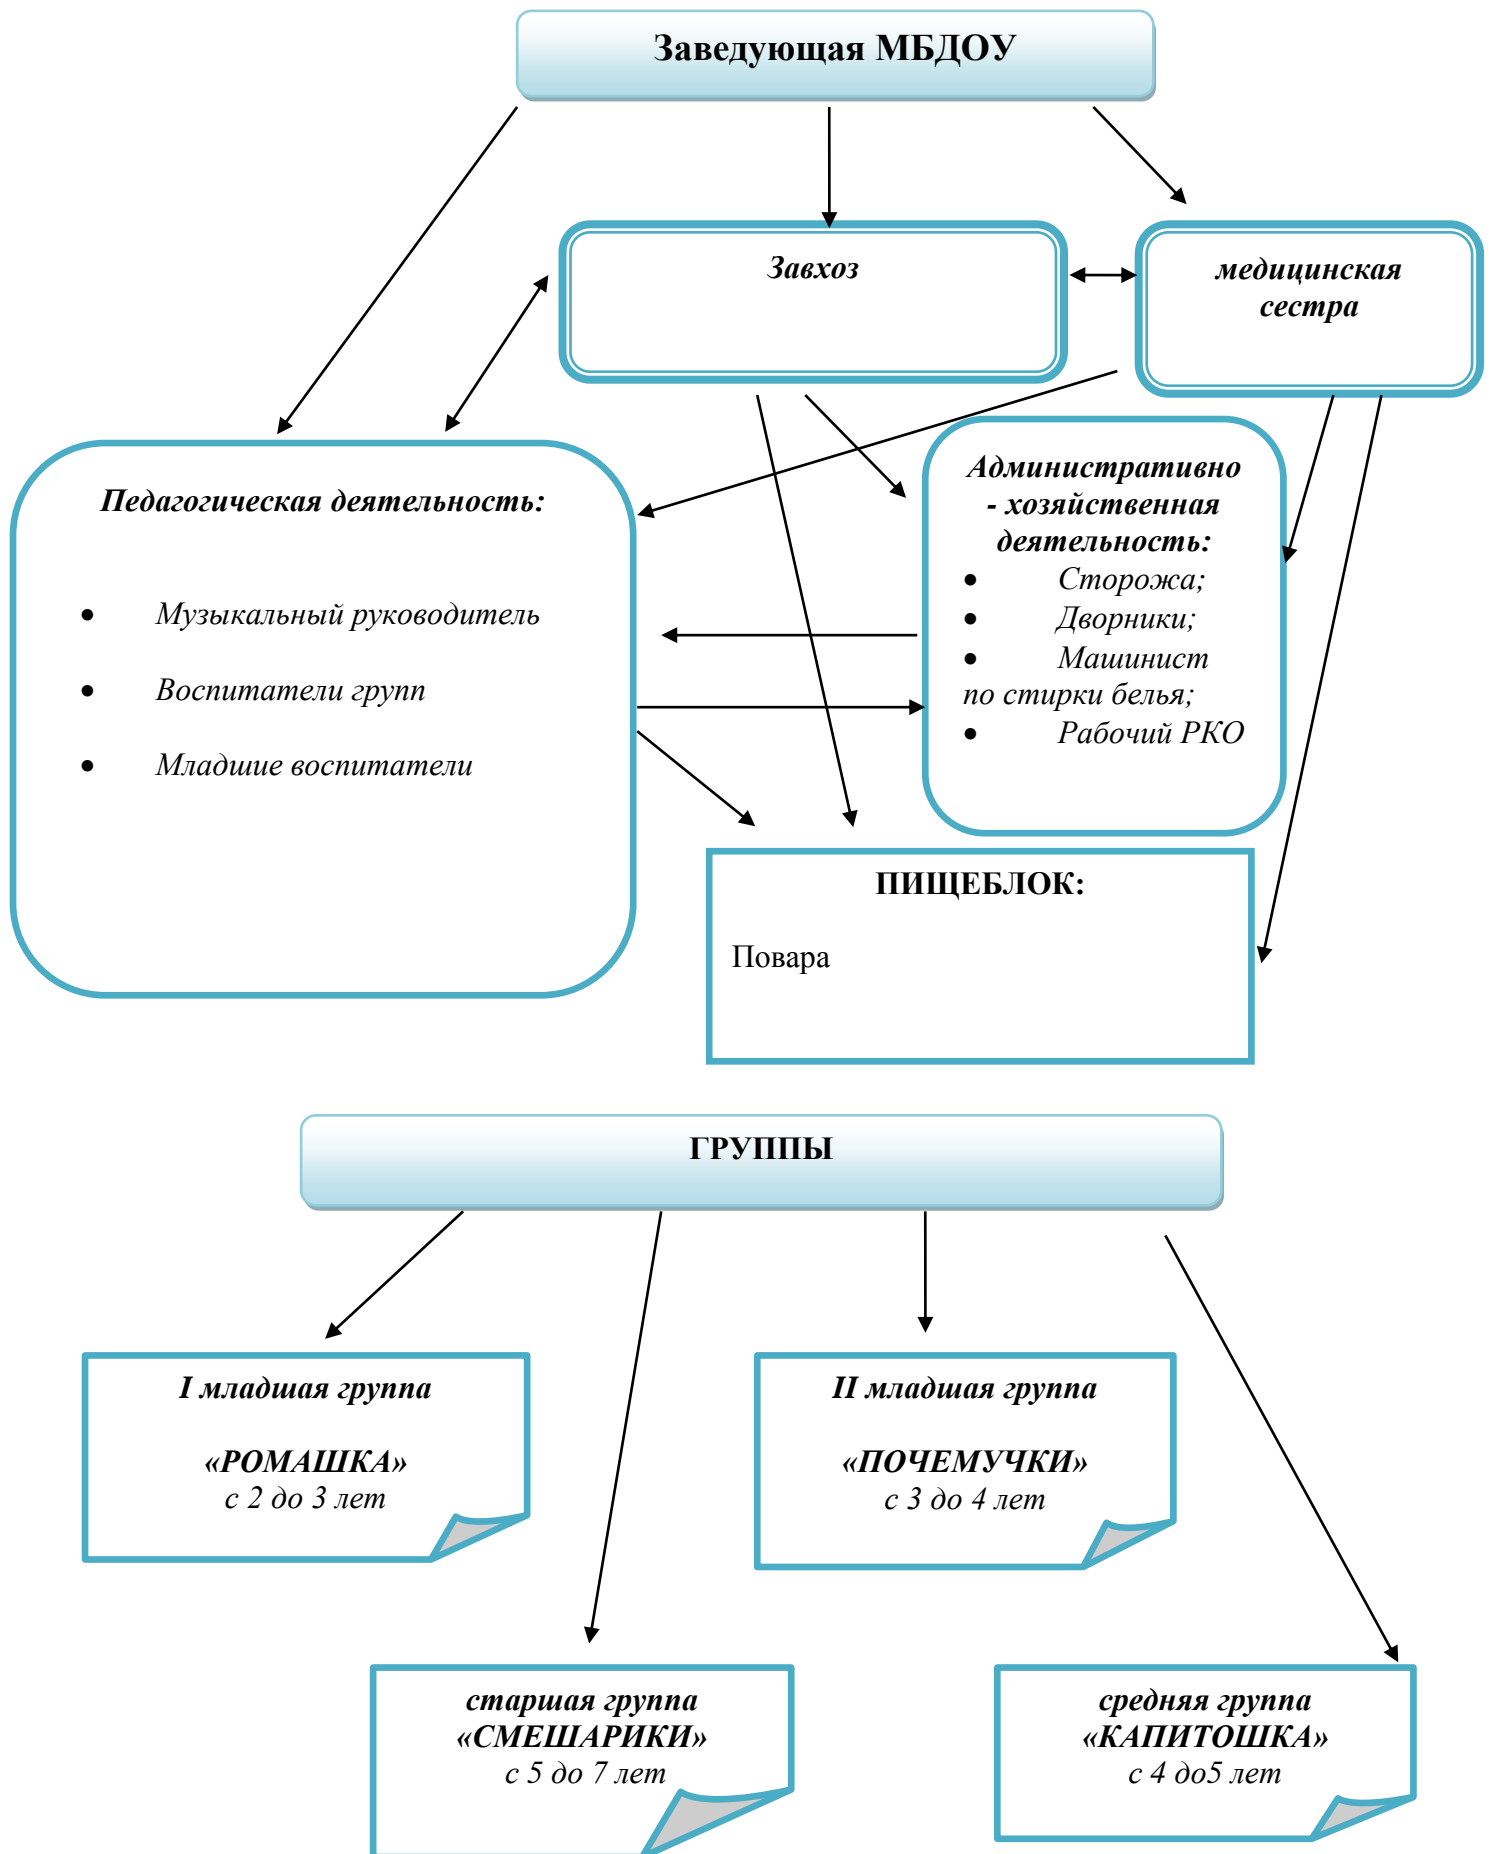 Заведующая МБДОУ
Завхоз
медицинская
сестра
Педагогическая деятельность:
• Музыкальный руководитель
• Воспитатели групп
• Младшие воспитатели
Административно
- хозяйственная
деятельность:
• Сторожа;
• Дворники;
• Машинист
по стирки белья;
• Рабочий РКО
ПИЩЕБЛОК:
Повара
ГРУППЫ
I младшая группа
«РОМАШКА»
с 2 до 3 лет
II младшая группа
«ПОЧЕМУЧКИ»
с 3 до 4 лет
старшая группа
«СМЕШАРИКИ»
с 5 до 7 лет
средняя группа
«КАПИТОШКА»
с 4 до5 лет